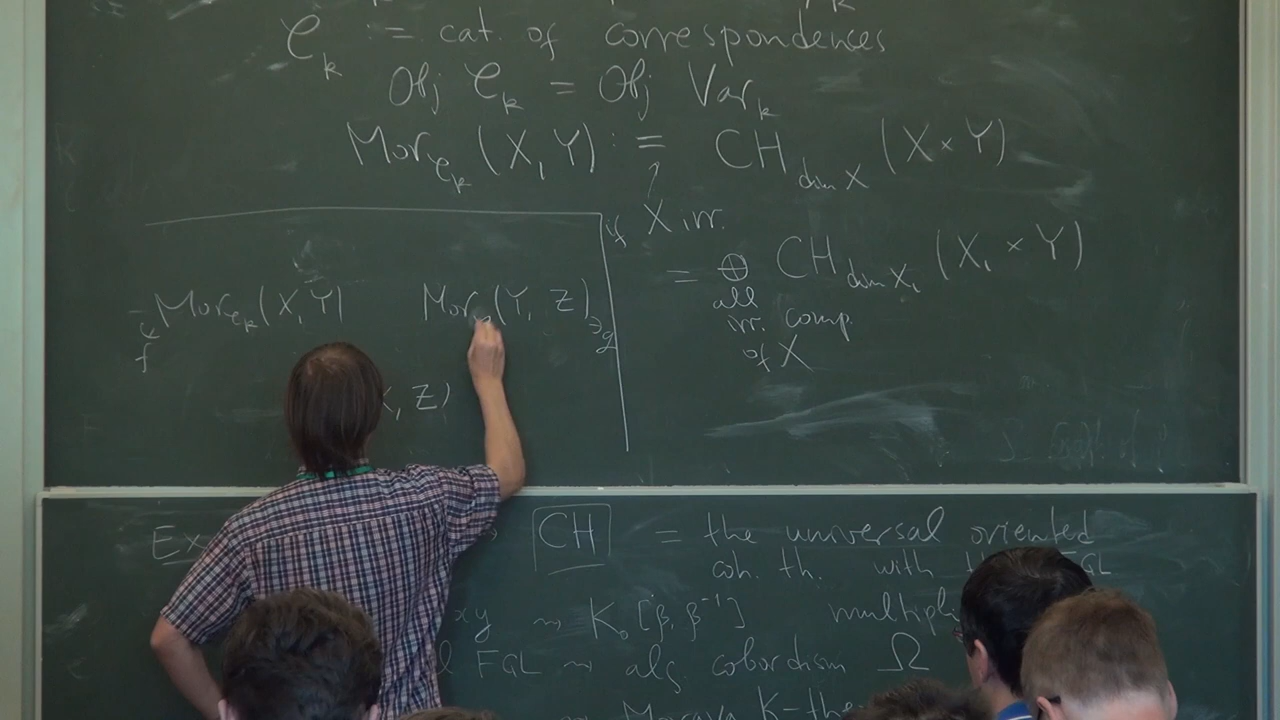 𝒞_k := cat. of correspondences
Obj 𝒞_k = Obj Var_k
Mor_{𝒞_k} (X, Y) := CH_{dim X} (X × Y)
if X irr.
= ⊕ CH_{dim X_i} (X_i × Y)
all
irr. comp.
of X
Mor_{𝒞_k}(X, Y) Mor(Y, Z) ∋ g
f
X, Z)
Ex CH = the universal oriented
coh. th. with FGL
xy ⇝ K_0 [β, β^{-1}] multipli
FGL ⇝ alg. cobordism Ω
⇝ Morava K-the